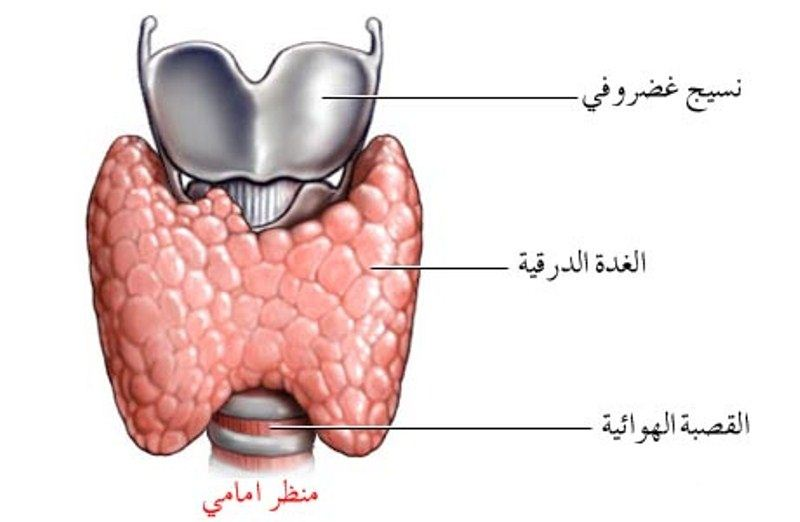 نسيج غضروفي
الغدة الدرقية
القصبة الهوائية
منظر امامي